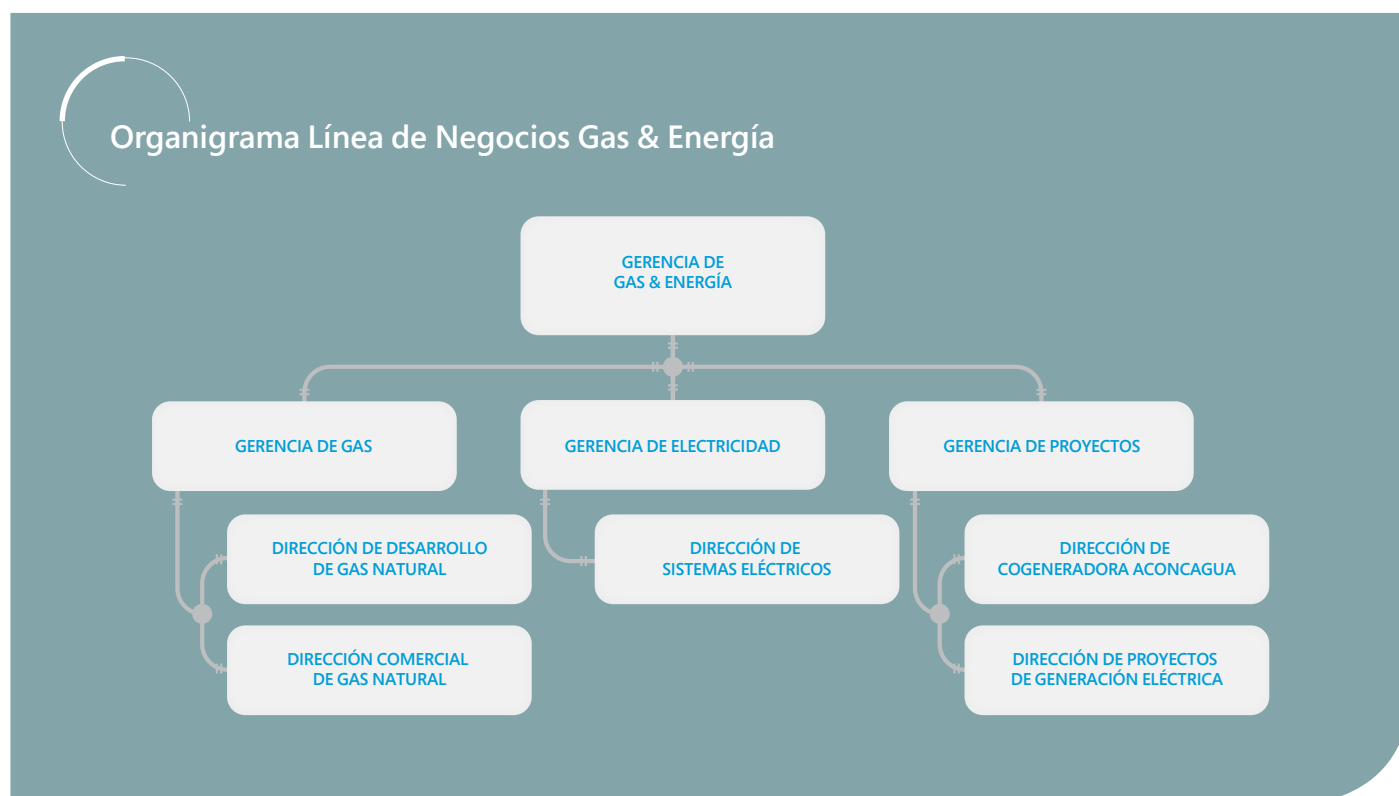 Organigrama Línea de Negocios Gas & Energía
GERENCIA DE
GAS & ENERGÍA
GERENCIA DE GAS
GERENCIA DE ELECTRICIDAD
GERENCIA DE PROYECTOS
DIRECCIÓN DE DESARROLLO
DE GAS NATURAL
DIRECCIÓN DE
SISTEMAS ELÉCTRICOS
DIRECCIÓN DE
COGENERADORA ACONCAGUA
DIRECCIÓN COMERCIAL
DE GAS NATURAL
DIRECCIÓN DE PROYECTOS
DE GENERACIÓN ELÉCTRICA